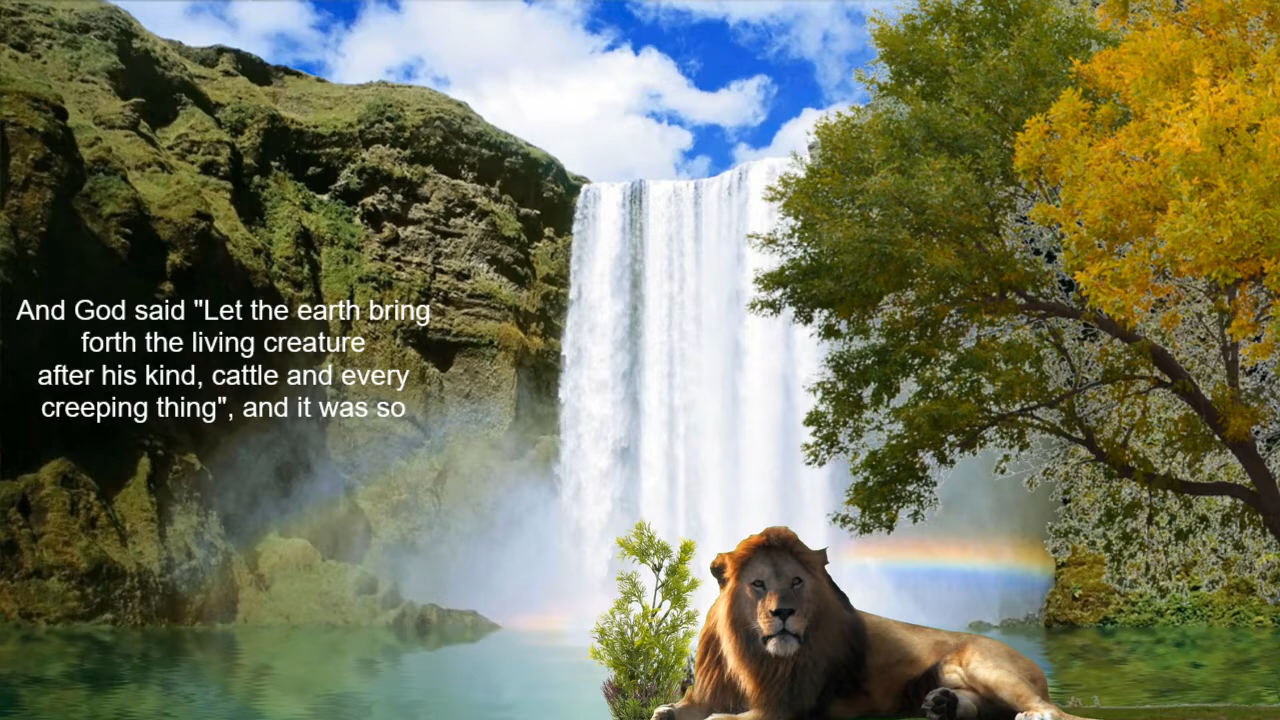 And God said "Let the earth bring
forth the living creature
after his kind, cattle and every
creeping thing", and it was so